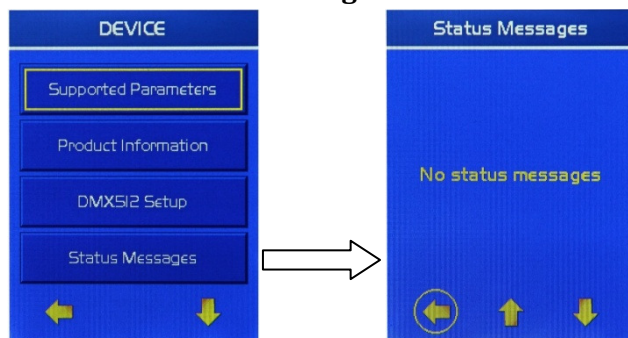 DEVICE
Supported Parameters
Product Information
DMX512 Setup
Status Messages
Status Messages
No status messages